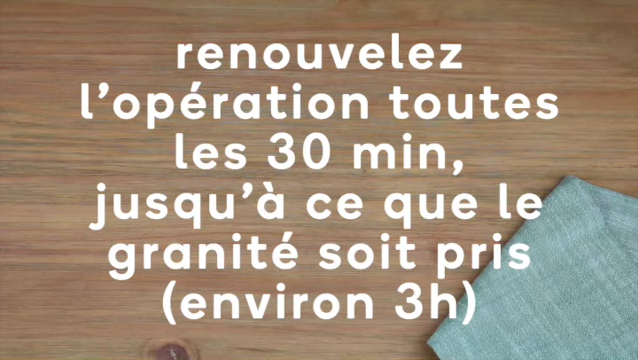 renouvelez
l'opération toutes
les 30 min,
jusqu'à ce que le
granité soit pris
(environ 3h)